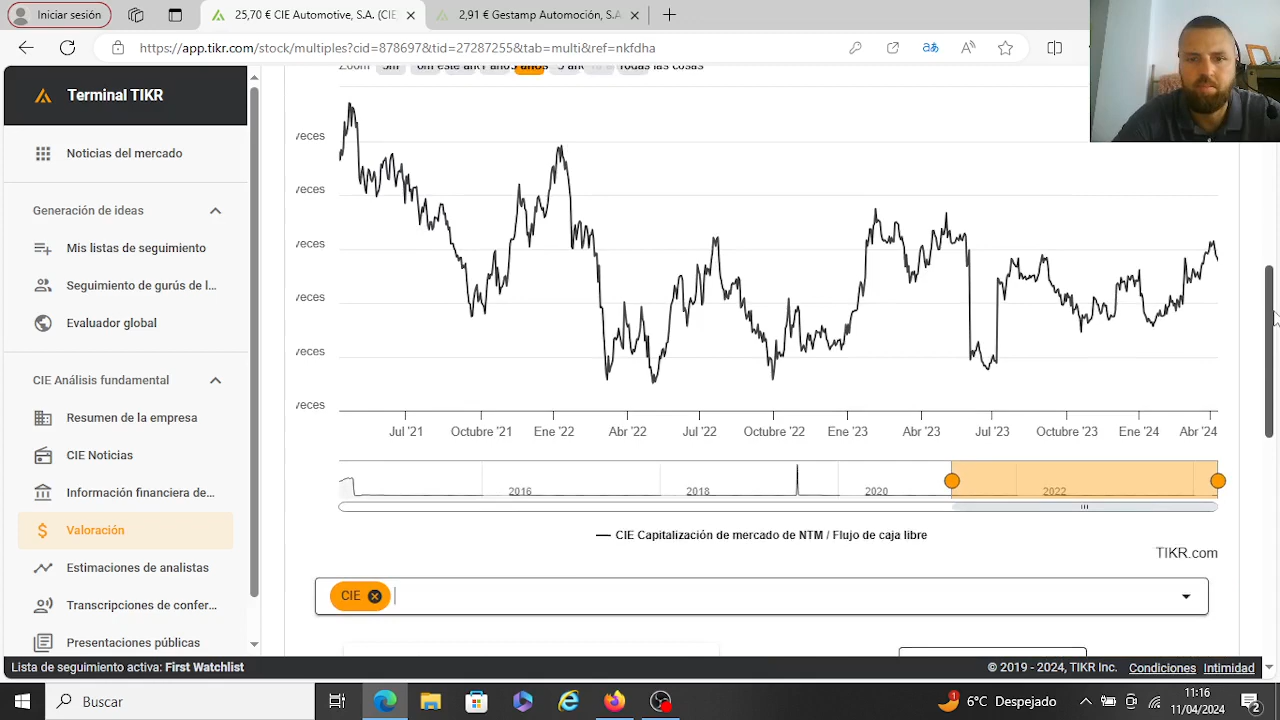 Iniciar sesión
25,70 € CIE Automotive, S.A. (CIE
2,91 € Gestamp Automoción, S.A
https://app.tikr.com/stock/multiples?cid=878697&tid=27287255&tab=multi&ref=nkfdha
Terminal TIKR
Noticias del mercado
Generación de ideas
Mis listas de seguimiento
Seguimiento de gurús de l...
Evaluador global
CIE Análisis fundamental
Resumen de la empresa
CIE Noticias
Información financiera de...
Valoración
Estimaciones de analistas
Transcripciones de confer...
Presentaciones públicas
Zoom
Todas las cosas
veces
veces
veces
veces
veces
veces
Jul '21 Octubre '21 Ene '22 Abr '22 Jul '22 Octubre '22 Ene '23 Abr '23 Jul '23 Octubre '23 Ene '24 Abr '24
2016 2018 2020 2022
CIE Capitalización de mercado de NTM / Flujo de caja libre
TIKR.com
CIE
Lista de seguimiento activa: First Watchlist
© 2019 - 2024, TIKR Inc. Condiciones Intimidad
Buscar
6°C Despejado
11:16
11/04/2024